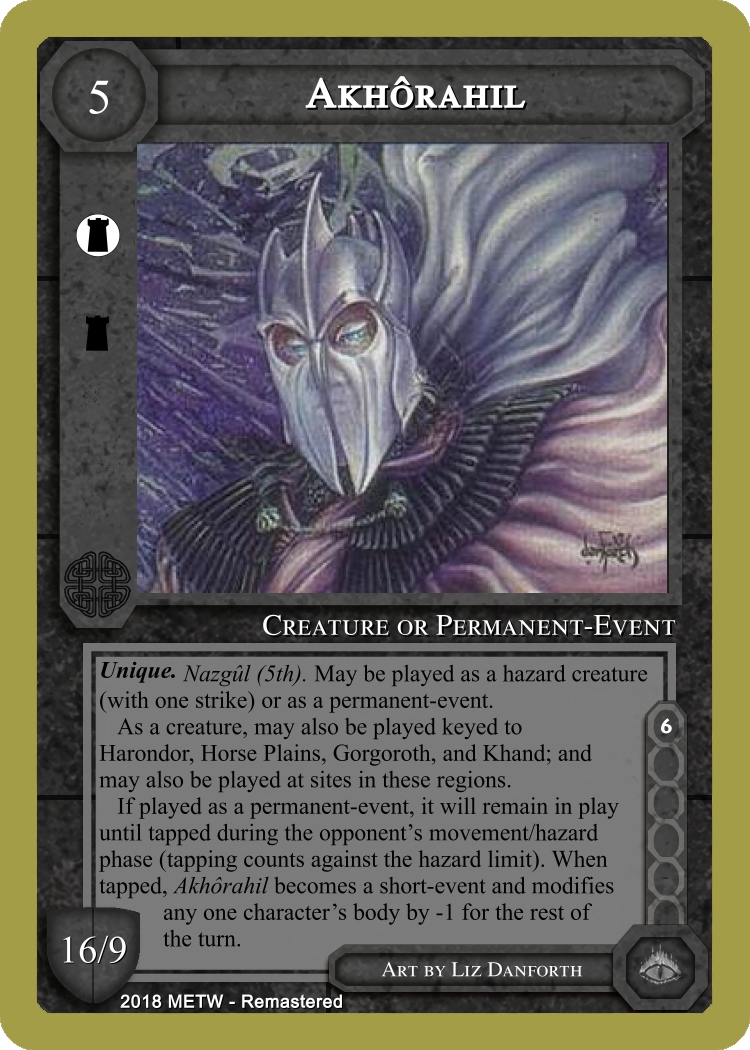 5
AKHÔRAHIL
Danforth
CREATURE OR PERMANENT-EVENT
Unique. Nazgûl (5th). May be played as a hazard creature
(with one strike) or as a permanent-event.
As a creature, may also be played keyed to
Harondor, Horse Plains, Gorgoroth, and Khand; and
may also be played at sites in these regions.
6
If played as a permanent-event, it will remain in play
until tapped during the opponent's movement/hazard
phase (tapping counts against the hazard limit). When
tapped, Akhôrahil becomes a short-event and modifies
any one character's body by -1 for the rest of
the turn.
16/9
ART BY LIZ DANFORTH
2018 METW - Remastered